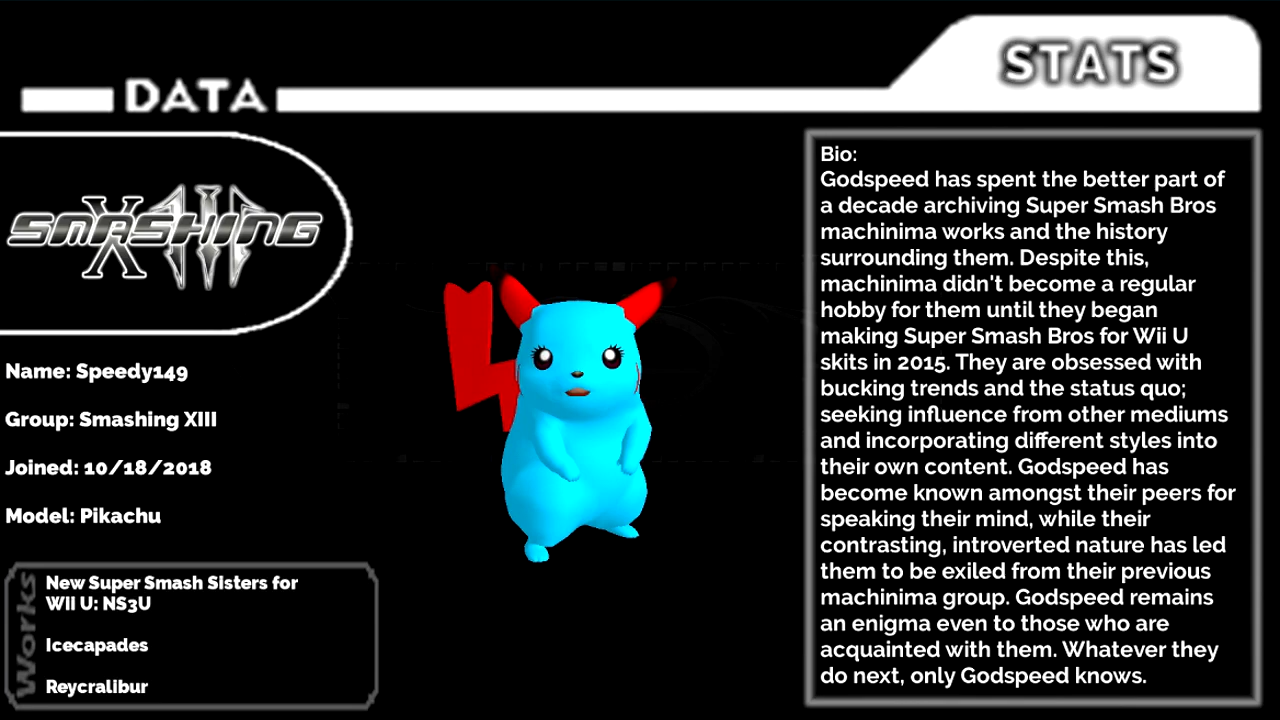 STATS
DATA
SMASHING
XIII
Name: Speedy149
Group: Smashing XIII
Joined: 10/18/2018
Model: Pikachu
Works
New Super Smash Sisters for
Wii U: NS3U
Icecapades
Reycralibur
Bio:
Godspeed has spent the better part of
a decade archiving Super Smash Bros
machinima works and the history
surrounding them. Despite this,
machinima didn't become a regular
hobby for them until they began
making Super Smash Bros for Wii U
skits in 2015. They are obsessed with
bucking trends and the status quo;
seeking influence from other mediums
and incorporating different styles into
their own content. Godspeed has
become known amongst their peers for
speaking their mind, while their
contrasting, introverted nature has led
them to be exiled from their previous
machinima group. Godspeed remains
an enigma even to those who are
acquainted with them. Whatever they
do next, only Godspeed knows.